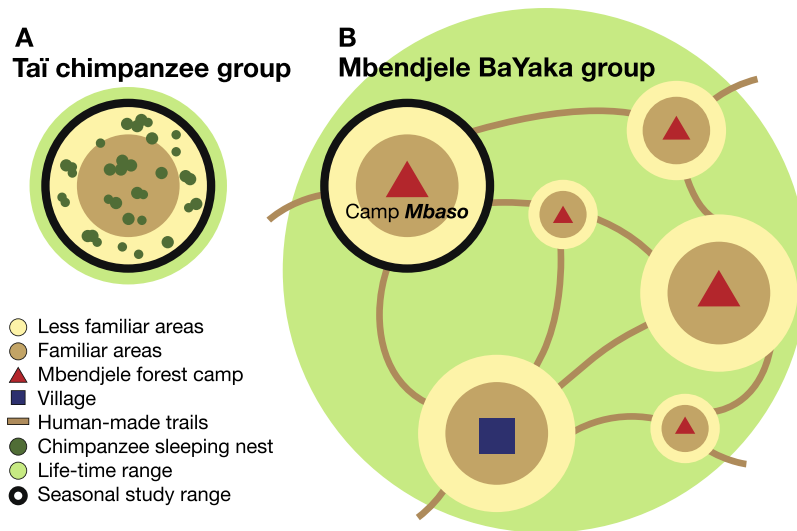 A
Taï chimpanzee group
B
Mbendjele BaYaka group
Camp Mbaso
Less familiar areas
Familiar areas
Mbendjele forest camp
Village
Human-made trails
Chimpanzee sleeping nest
Life-time range
Seasonal study range